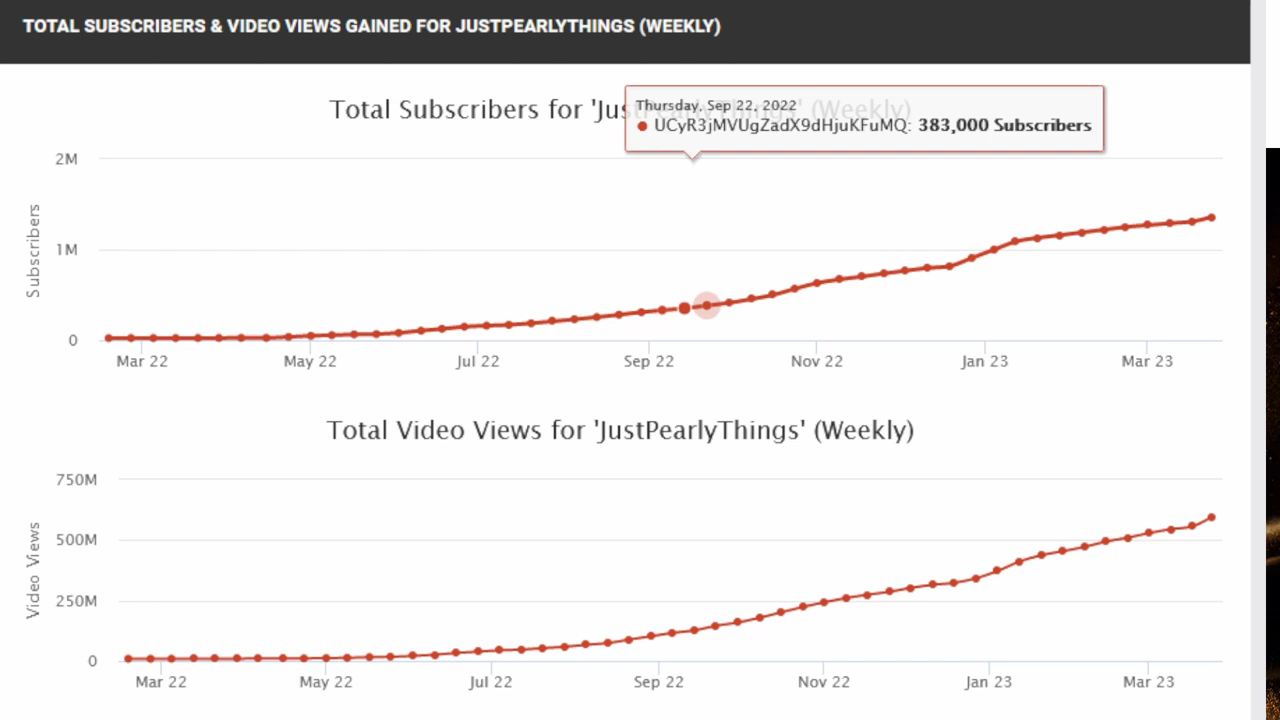 TOTAL SUBSCRIBERS & VIDEO VIEWS GAINED FOR JUSTPEARLYTHINGS (WEEKLY)
Total Subscribers for 'JustPearlyThings' (Weekly)
Thursday, Sep 22, 2022
● UCyR3jMVUgZadX9dHjuKFuMQ: 383,000 Subscribers
Subscribers
2M
1M
0
Mar 22 May 22 Jul 22 Sep 22 Nov 22 Jan 23 Mar 23
Total Video Views for 'JustPearlyThings' (Weekly)
Video Views
750M
500M
250M
0
Mar 22 May 22 Jul 22 Sep 22 Nov 22 Jan 23 Mar 23